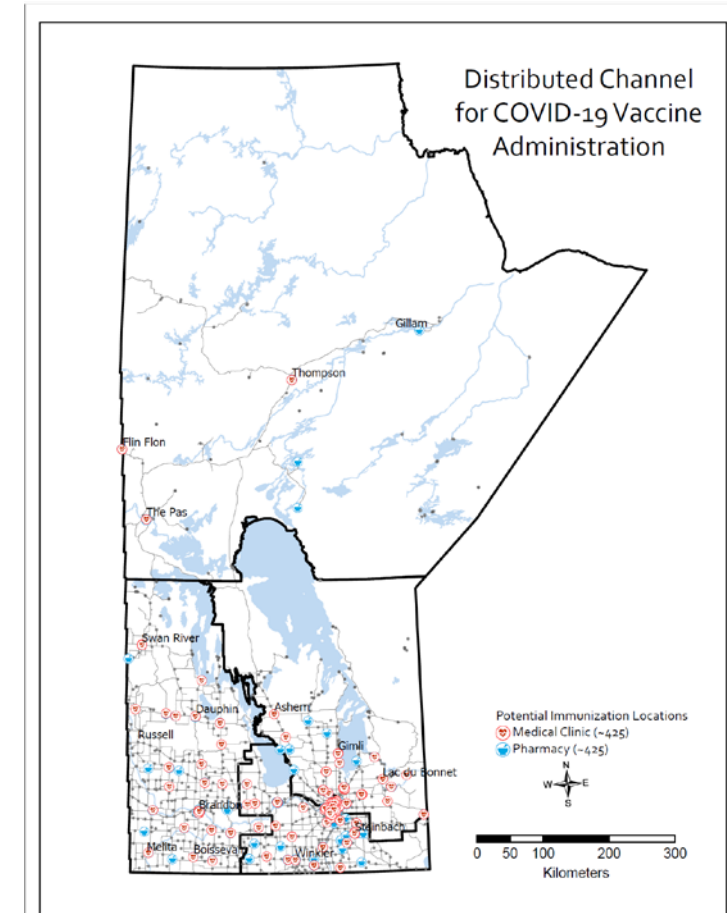 Distributed Channel
for COVID-19 Vaccine
Administration
Gillam
Thompson
Flin Flon
The Pas
Swan River
Dauphin
Ashern
Russell
Gimli
Lac du Bonnet
Brandon
Steinbach
Melita
Boisseva
Winkler
Potential Immunization Locations
Medical Clinic (~425)
Pharmacy (~425)
N
W E
S
0 50 100 200 300
Kilometers